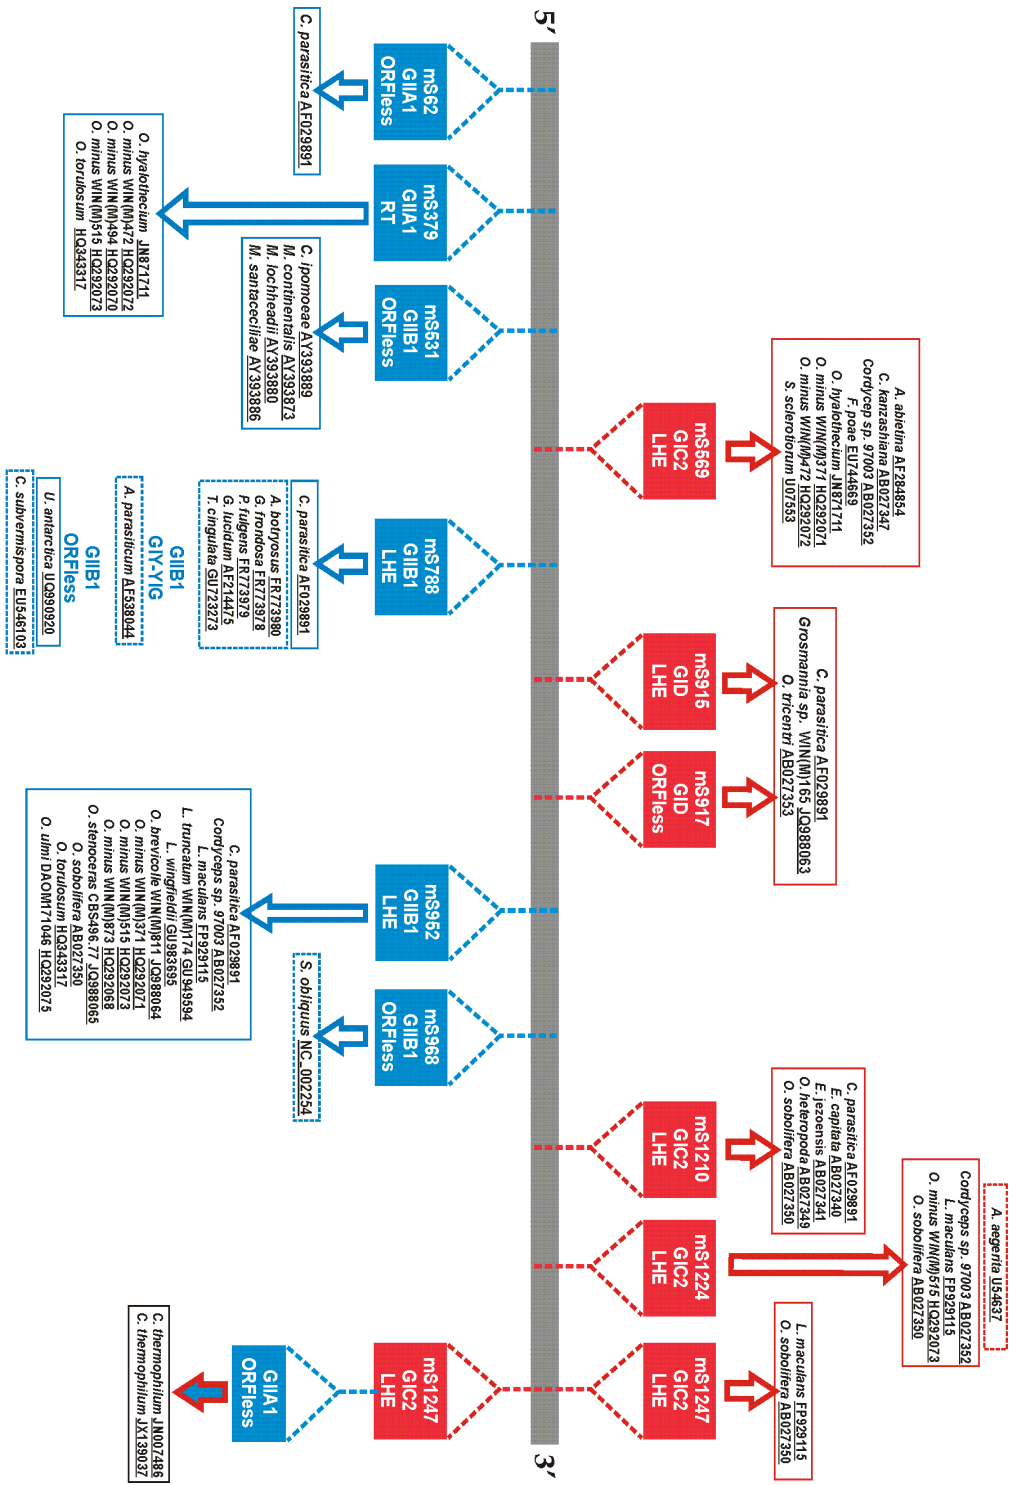 5′
mS62
GIIA1
ORFless
C. parasitica AF029891
mS379
GIIA1
RT
O. hyalothecium JN871711
O. minus WIN(M)472 HQ292072
O. minus WIN(M)494 HQ292070
O. minus WIN(M)515 HQ292073
O. torulosum HQ343317
mS531
GIIB1
ORFless
C. ipomoeae AY393889
M. continentalis AY393873
M. lochheadii AY393880
M. santaceciliae AY393886
A. abietina AF284854
C. kanzashiana AB027347
Cordycep sp. 97003 AB027352
F. poae EU744669
O. hyalothecium JN871711
O. minus WIN(M)371 HQ292071
O. minus WIN(M)472 HQ292072
S. sclerotiorum U07553
mS569
GIC2
LHE
mS788
GIIB1
LHE
C. parasitica AF029891
A. botryosus FR773980
G. frondosa FR773978
P. fulgens FR773979
G. lucidum AF214475
T. cingulata GU723273
GIIB1
GIY-YIG
A. parasiticum AF538044
GIIB1
ORFless
U. antarctica UQ990920
C. subvermispora EU546103
C. parasitica AF029891
Grosmannia sp. WIN(M)165 JQ988063
O. tricentri AB027353
mS915
GID
LHE
mS917
GID
ORFless
mS952
GIIB1
LHE
C. parasitica AF029891
Cordyceps sp. 97003 AB027352
L. maculans FP929115
L. truncatum WIN(M)174 GU949594
L. wingfieldii GU983695
O. brevicolle WIN(M)811 JQ988064
O. minus WIN(M)371 HQ292071
O. minus WIN(M)515 HQ292073
O. minus WIN(M)873 HQ292068
O. stenoceras CBS496.77 JQ988065
O. sobolifera AB027350
O. torulosum HQ343317
O. ulmi DAOM171046 HQ292075
mS968
GIIB1
ORFless
S. obliquus NC_002254
C. parasitica AF029891
E. capitata AB027340
E. jezoensis AB027341
O. heteropoda AB027349
O. sobolifera AB027350
mS1210
GIC2
LHE
A. aegerita U54637
Cordyceps sp. 97003 AB027352
L. maculans FP929115
O. minus WIN(M)515 HQ292073
O. sobolifera AB027350
mS1224
GIC2
LHE
L. maculans FP929115
O. sobolifera AB027350
mS1247
GIC2
LHE
mS1247
GIC2
LHE
GIIA1
ORFless
C. thermophilum JN007486
C. thermophilum JX139037
3′